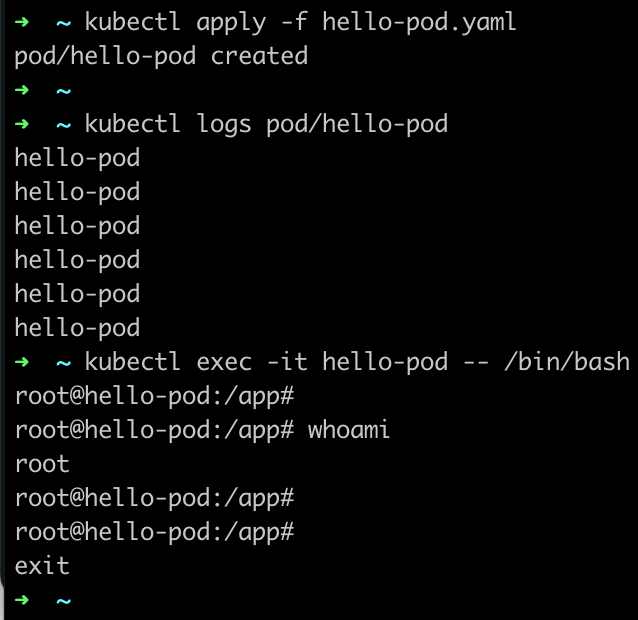 ➜  ~ kubectl apply -f hello-pod.yaml
pod/hello-pod created
➜  ~
➜  ~ kubectl logs pod/hello-pod
hello-pod
hello-pod
hello-pod
hello-pod
hello-pod
hello-pod
➜  ~ kubectl exec -it hello-pod -- /bin/bash
root@hello-pod:/app#
root@hello-pod:/app# whoami
root
root@hello-pod:/app#
root@hello-pod:/app#
exit
➜  ~